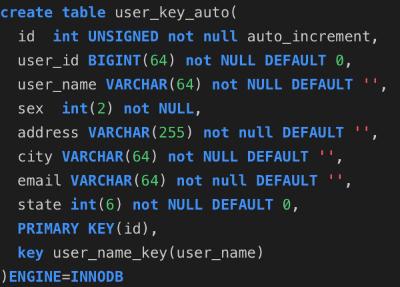 create table user_key_auto(
  id  int UNSIGNED not null auto_increment,
  user_id BIGINT(64) not NULL DEFAULT 0,
  user_name VARCHAR(64) not NULL DEFAULT '',
  sex  int(2) not NULL,
  address VARCHAR(255) not null DEFAULT '',
  city VARCHAR(64) not NULL DEFAULT '',
  email VARCHAR(64) not null DEFAULT '',
  state int(6) not NULL DEFAULT 0,
  PRIMARY KEY(id),
  key user_name_key(user_name)
)ENGINE=INNODB